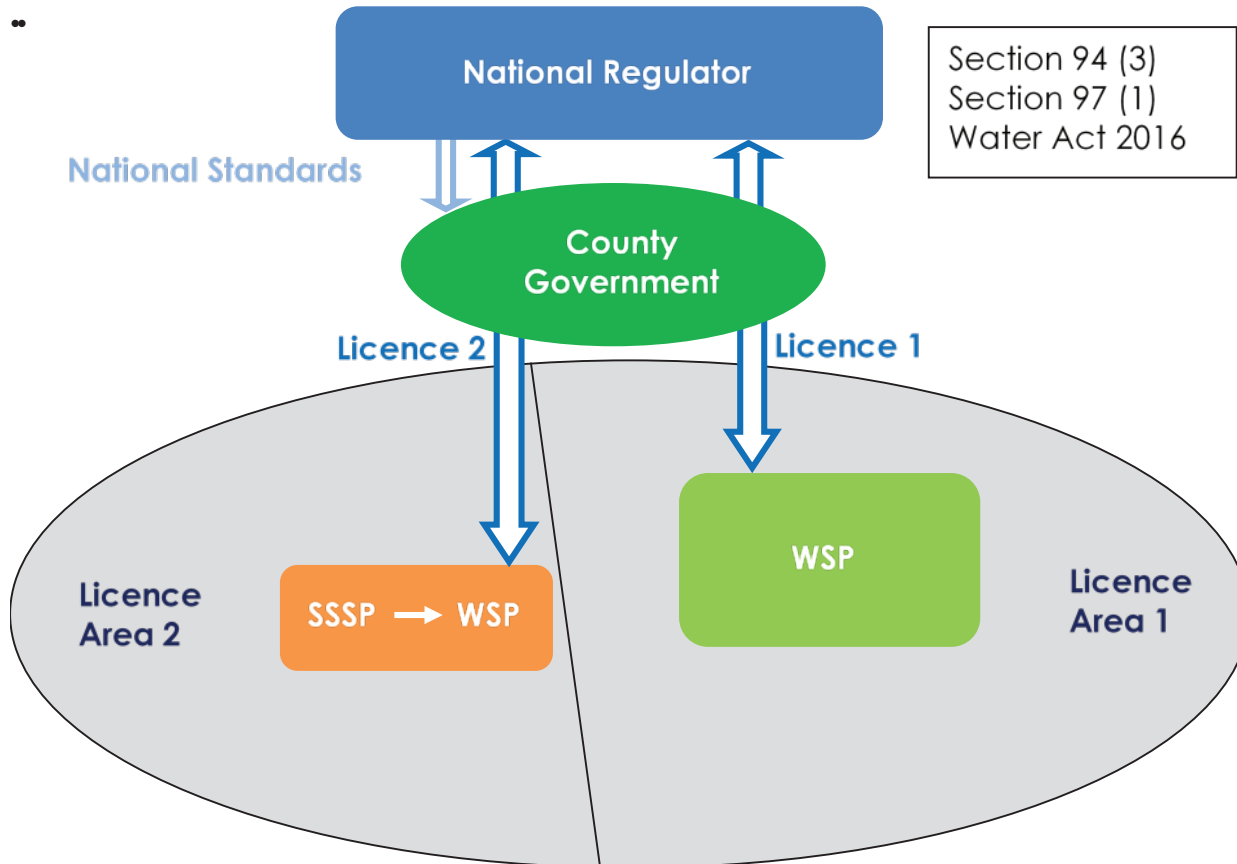 National Regulator
Section 94 (3)
Section 97 (1)
Water Act 2016
National Standards
County
Government
Licence 2
Licence 1
WSP
Licence
Area 2
SSSP → WSP
Licence
Area 1